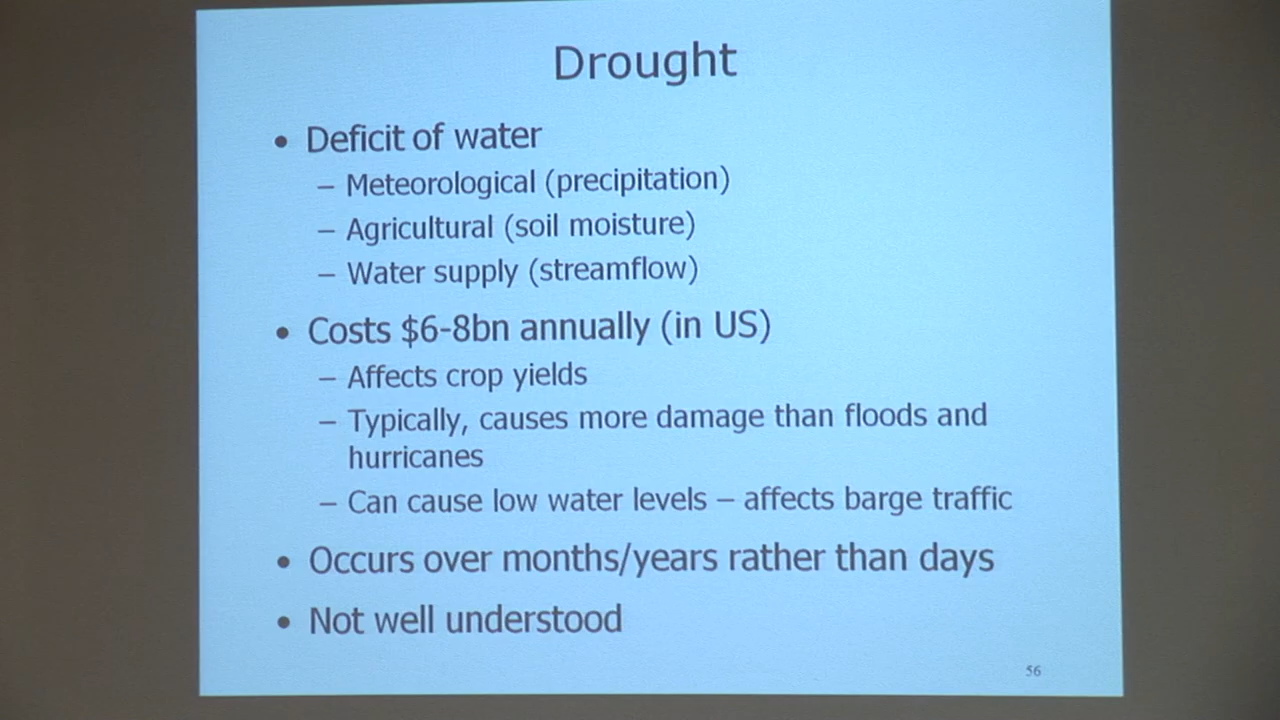 Drought
• Deficit of water
– Meteorological (precipitation)
– Agricultural (soil moisture)
– Water supply (streamflow)
• Costs $6-8bn annually (in US)
– Affects crop yields
– Typically, causes more damage than floods and
hurricanes
– Can cause low water levels – affects barge traffic
• Occurs over months/years rather than days
• Not well understood
56